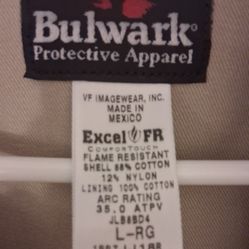 Bulwark®
Protective Apparel
VF IMAGEWEAR, INC.
MADE IN
MEXICO
Excel FR
COMFORTOUCH
FLAME RESISTANT
SHELL 88% COTTON
12% NYLON
LINING 100% COTTON
ARC RATING
35.0 ATPV
JLB8BD4
L-RG